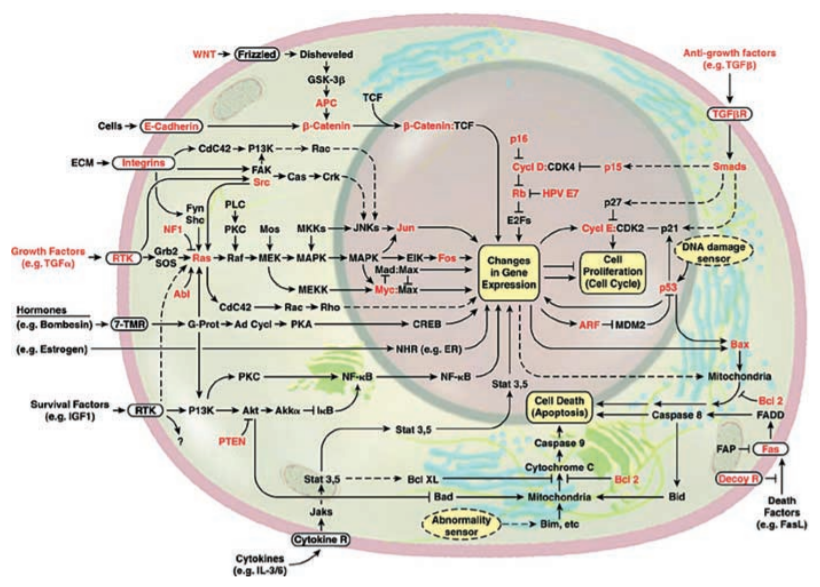 WNT
Frizzled
Disheveled
GSK-3β
APC
TCF
Cells
E-Cadherin
β-Catenin
β-Catenin:TCF
Anti-growth factors
(e.g. TGFβ)
TGFβR
Smads
ECM
Integrins
CdC42
P13K
Rac
FAK
Src
Cas
Crk
Fyn
Shc
PLC
PKC
NF1
Mos
MKKs
JNKs
Jun
p16
Cycl D:CDK4
p15
Rb
HPV E7
E2Fs
p27
Cycl E:CDK2
p21
DNA damage
sensor
Growth Factors
(e.g. TGFα)
RTK
Grb2
SOS
Ras
Raf
MEK
MAPK
MAPK
ElK
Fos
Mad:Max
Myc:Max
MEKK
Abl
CdC42
Rac
Rho
Changes
in Gene
Expression
Cell
Proliferation
(Cell Cycle)
p53
ARF
MDM2
Bax
Hormones
(e.g. Bombesin)
7-TMR
G-Prot
Ad Cycl
PKA
CREB
(e.g. Estrogen)
NHR (e.g. ER)
PKC
NF-κB
NF-κB
Stat 3,5
Mitochondria
Survival Factors
(e.g. IGF1)
RTK
P13K
Akt
Akkα
IκB
?
PTEN
Stat 3,5
Cell Death
(Apoptosis)
Bcl 2
Caspase 8
FADD
Caspase 9
FAP
Fas
Cytochrome C
Stat 3,5
Bcl XL
Bcl 2
Decoy R
Bad
Mitochondria
Bid
Death
Factors
(e.g. FasL)
Jaks
Abnormality
sensor
Bim, etc
Cytokine R
Cytokines
(e.g. IL-3/6)